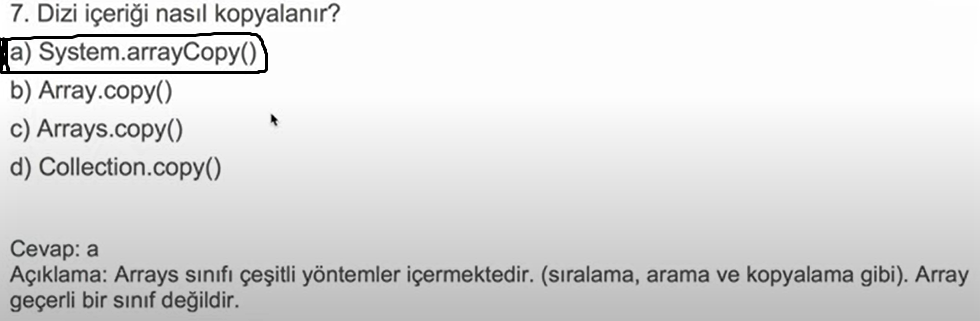 7. Dizi içeriği nasıl kopyalanır?
a) System.arrayCopy()
b) Array.copy()
c) Arrays.copy()
d) Collection.copy()
Cevap: a
Açıklama: Arrays sınıfı çeşitli yöntemler içermektedir. (sıralama, arama ve kopyalama gibi). Array
geçerli bir sınıf değildir.